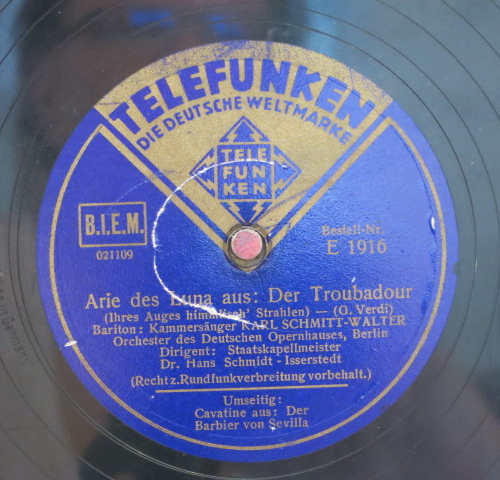 TELEFUNKEN
DIE DEUTSCHE WELTMARKE
TELE
FUN
KEN
B.I.E.M.
021109
Bestell-Nr.
E 1916
Arie des Luna aus: Der Troubadour
(Ihres Auges himmlisch' Strahlen) — (G. Verdi)
Bariton: Kammersänger KARL SCHMITT-WALTER
Orchester des Deutschen Opernhauses, Berlin
Dirigent: Staatskapellmeister
Dr. Hans Schmidt-Isserstedt
(Recht z. Rundfunkverbreitung vorbehalt.)
Umseitig:
Cavatine aus: Der
Barbier von Sevilla